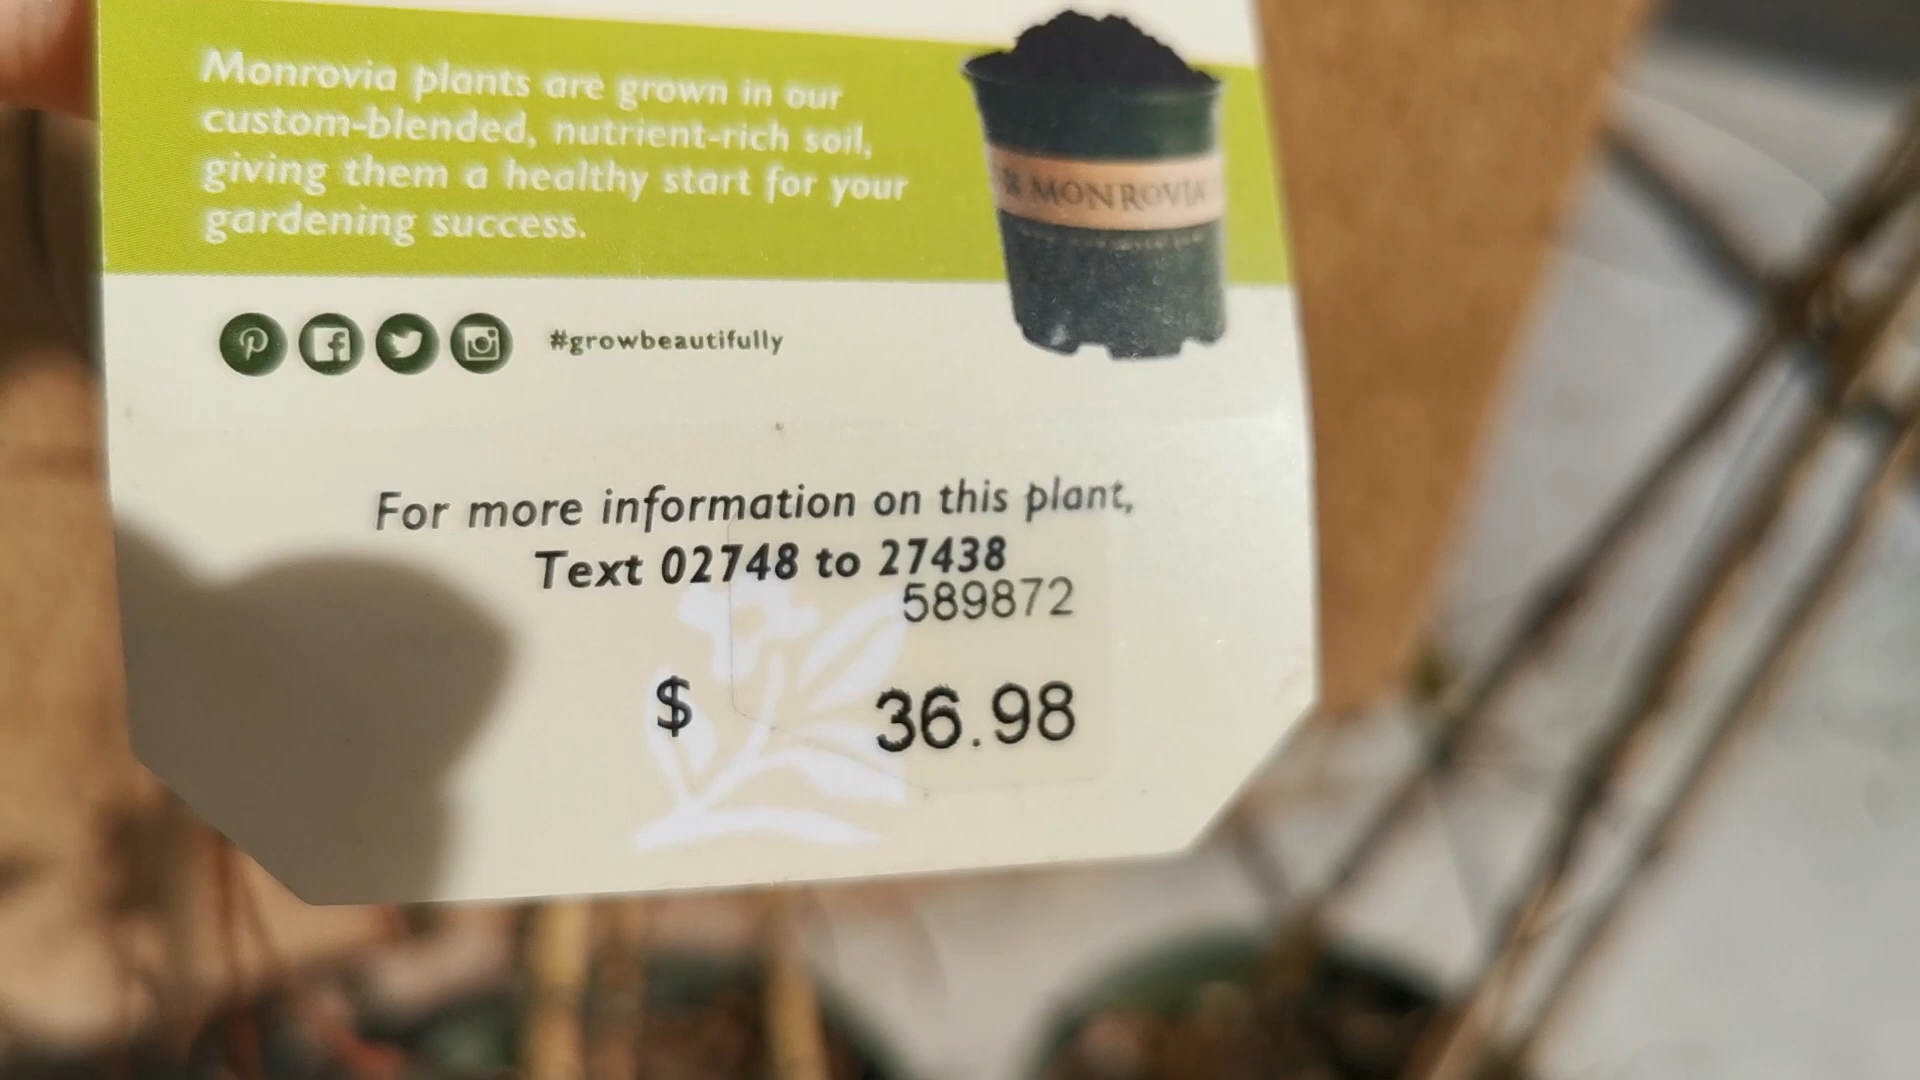 Monrovia plants are grown in our
custom-blended, nutrient-rich soil,
giving them a healthy start for your
gardening success.
MONROVIA
#growbeautifully
For more information on this plant,
Text 02748 to 27438
589872
$ 36.98